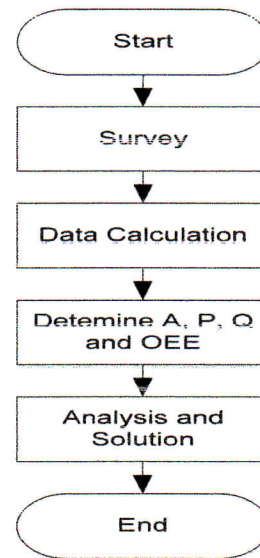 Start
Survey
Data Calculation
Detemine A, P, Q
and OEE
Analysis and
Solution
End